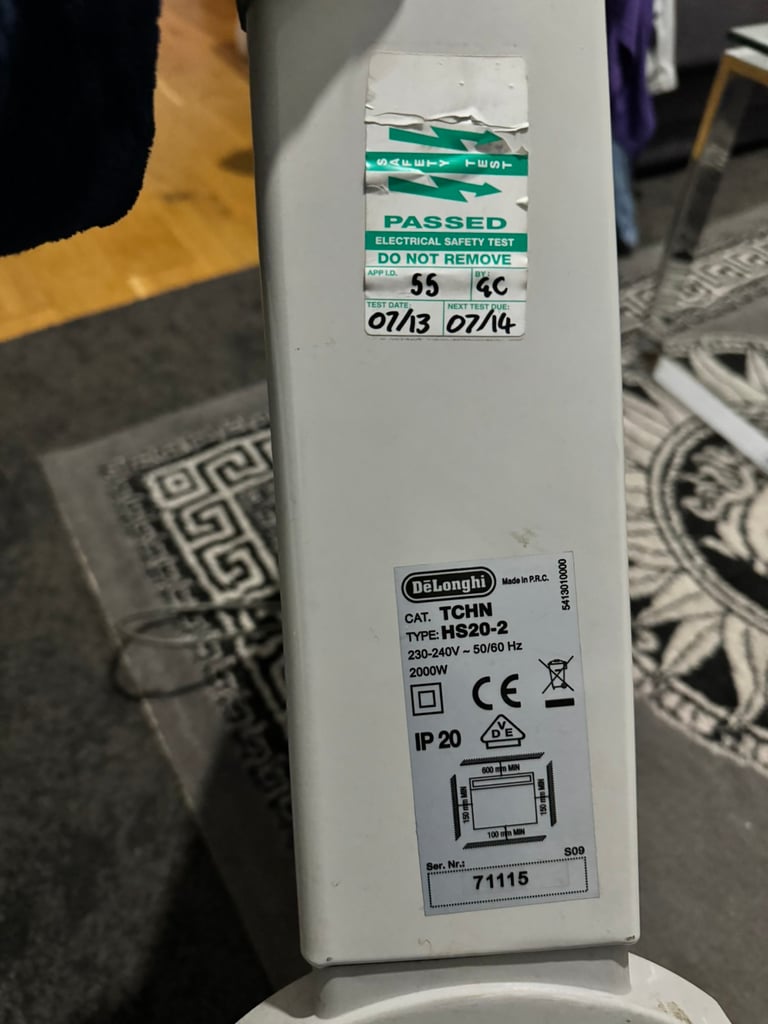 SAFETY TEST
PASSED
ELECTRICAL SAFETY TEST
DO NOT REMOVE
APP I.D. 55 BY: GC
TEST DATE: 07/13 NEXT TEST DUE: 07/14
DēLonghi Made in P.R.C.
5413010000
CAT. TCHN
TYPE: HS20-2
230-240V ~ 50/60 Hz
2000W
CE
IP 20
VDE
600 mm MIN
150 mm MIN
150 mm MIN
100 mm MIN
S09
Ser. Nr.:
71115